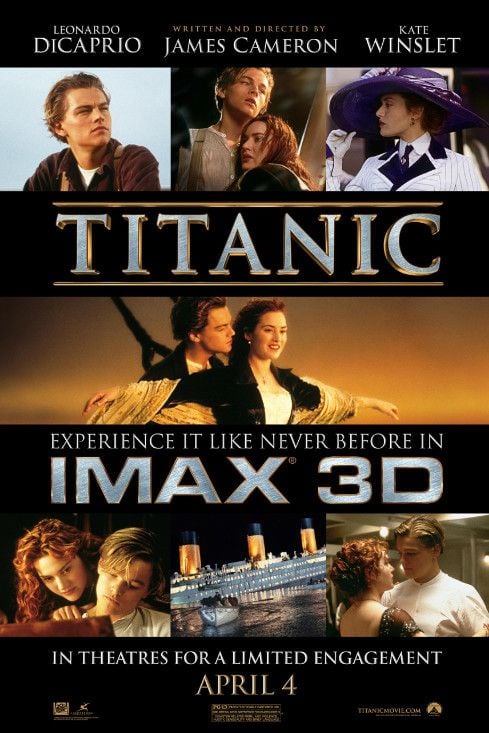 LEONARDO
DICAPRIO
WRITTEN AND DIRECTED BY
JAMES CAMERON
KATE
WINSLET
TITANIC
EXPERIENCE IT LIKE NEVER BEFORE IN
IMAX® 3D
IN THEATRES FOR A LIMITED ENGAGEMENT
APRIL 4
TITANICMOVIE.COM